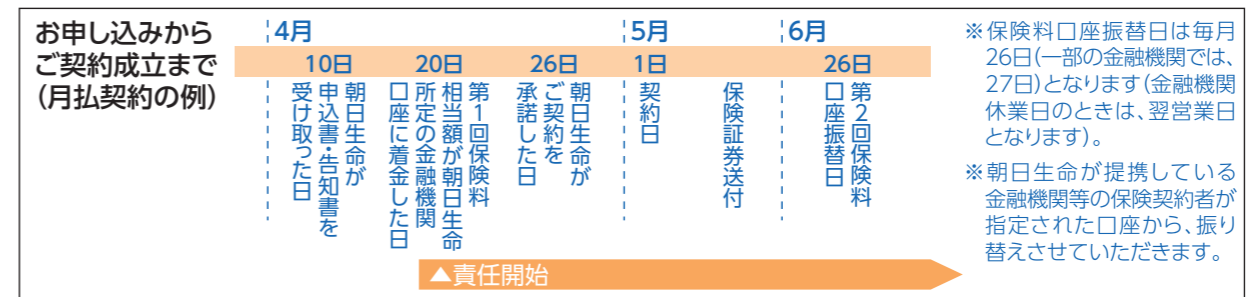 お申し込みから
ご契約成立まで
（月払契約の例）
4月
5月
6月
10日
20日
26日
1日
26日
朝日生命が
申込書・告知書を
受け取った日
第1回保険料
相当額が朝日生命
所定の金融機関
口座に着金した日
朝日生命が
ご契約を
承諾した日
契約日
保険証券送付
第2回保険料
口座振替日
▲責任開始
※保険料口座振替日は毎月
26日(一部の金融機関では、
27日)となります(金融機関
休業日のときは、翌営業日
となります)。
※朝日生命が提携している
金融機関等の保険契約者が
指定された口座から、振り
替えさせていただきます。